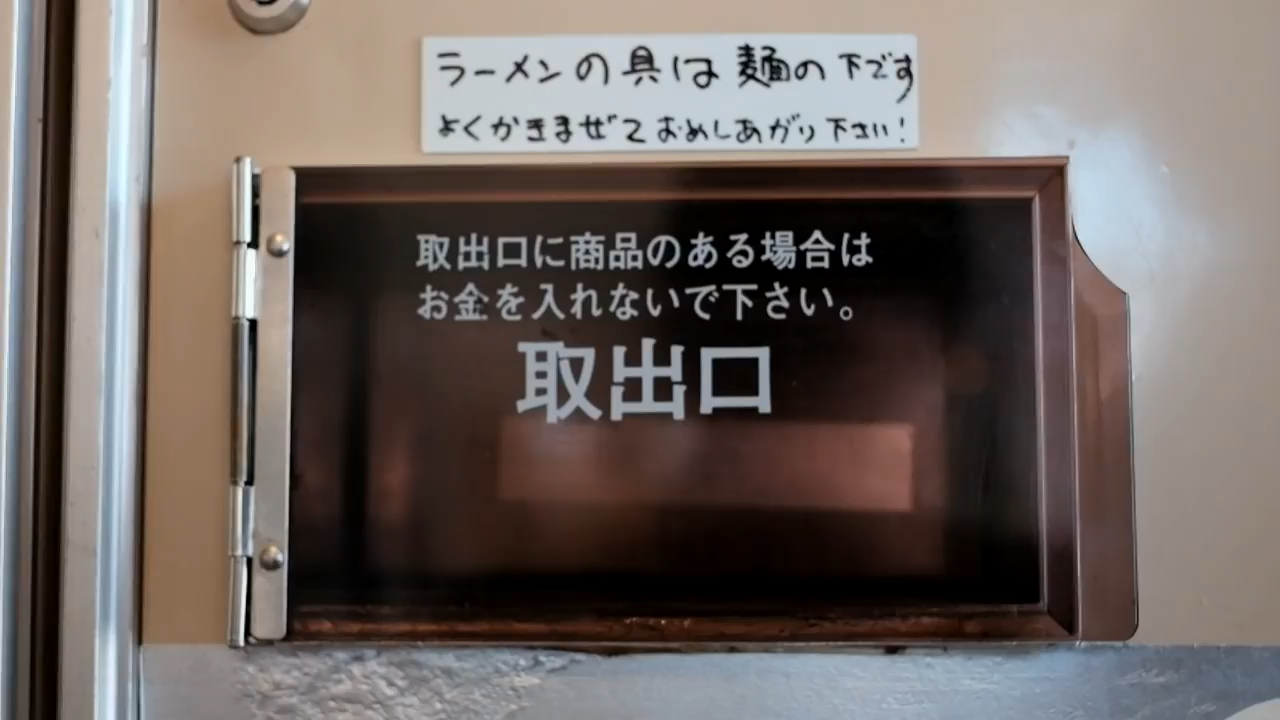 ラーメンの具は麺の下です
よくかきまぜておめしあがり下さい！
取出口に商品のある場合は
お金を入れないで下さい。
取出口